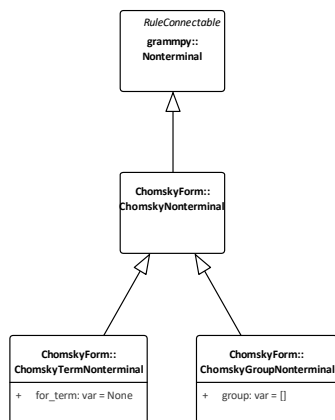 RuleConnectable
grammpy::
Nonterminal
ChomskyForm::
ChomskyNonterminal
ChomskyForm::
ChomskyTermNonterminal
+ for_term: var = None
ChomskyForm::
ChomskyGroupNonterminal
+ group: var = []